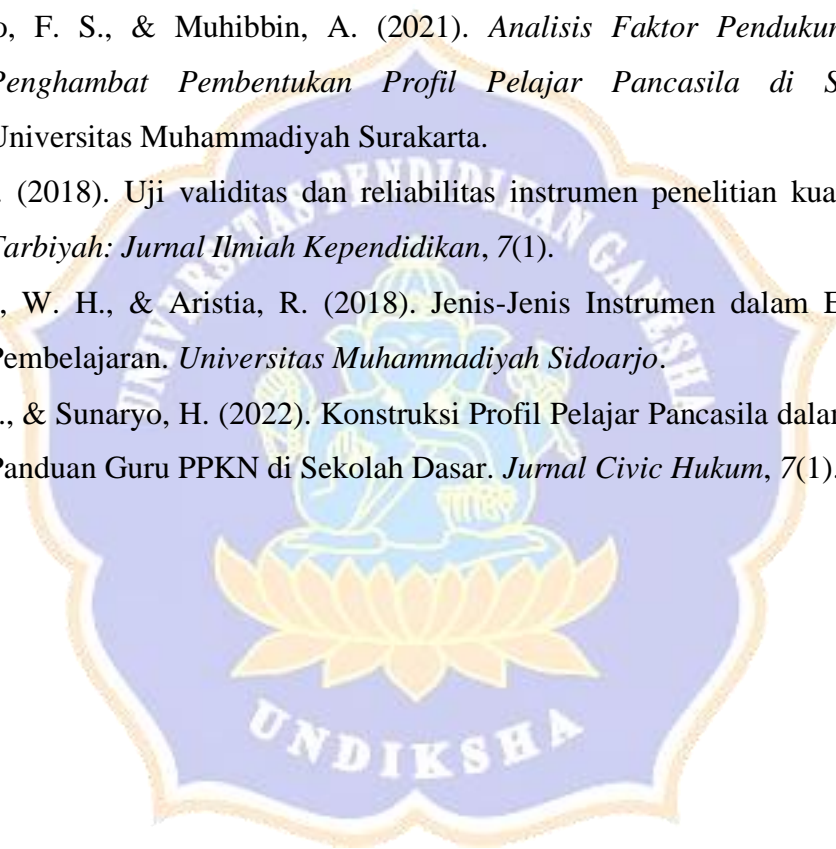 o, F. S., & Muhibbin, A. (2021). Analisis Faktor Pendukun
Penghambat Pembentukan Profil Pelajar Pancasila di S
Universitas Muhammadiyah Surakarta.
. (2018). Uji validitas dan reliabilitas instrumen penelitian kua
Tarbiyah: Jurnal Ilmiah Kependidikan, 7(1).
, W. H., & Aristia, R. (2018). Jenis-Jenis Instrumen dalam E
Pembelajaran. Universitas Muhammadiyah Sidoarjo.
., & Sunaryo, H. (2022). Konstruksi Profil Pelajar Pancasila dalam
Panduan Guru PPKN di Sekolah Dasar. Jurnal Civic Hukum, 7(1).
UNIVERSITAS PENDIDIKAN GANESHA
UNDIKSHA